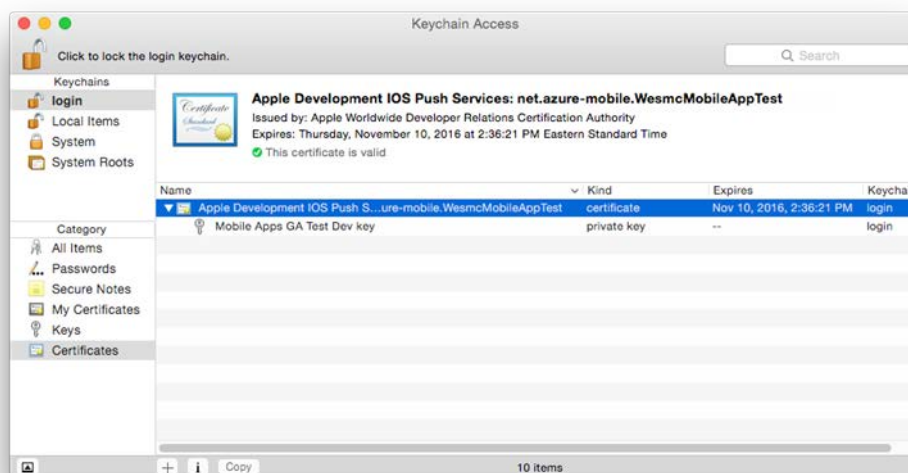 Keychain Access
Click to lock the login keychain.
Search
Keychains
login
Local Items
System
System Roots
Certificate
Standard
Apple Development IOS Push Services: net.azure-mobile.WesmcMobileAppTest
Issued by: Apple Worldwide Developer Relations Certification Authority
Expires: Thursday, November 10, 2016 at 2:36:21 PM Eastern Standard Time
This certificate is valid
Name Kind Expires Keycha
Apple Development IOS Push S...ure-mobile.WesmcMobileAppTest certificate Nov 10, 2016, 2:36:21 PM login
Mobile Apps GA Test Dev key private key -- login
Category
All Items
Passwords
Secure Notes
My Certificates
Keys
Certificates
+ i Copy 10 items